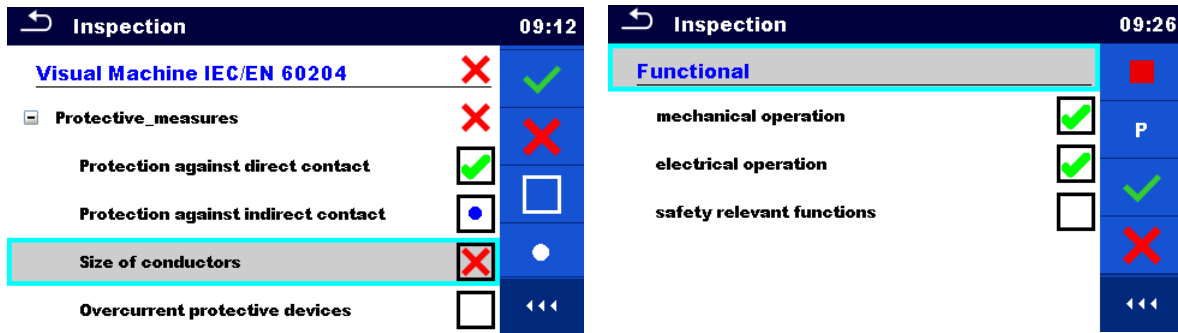 Inspection 09:12
Visual Machine IEC/EN 60204
Protective_measures
Protection against direct contact
Protection against indirect contact
Size of conductors
Overcurrent protective devices
Inspection 09:26
Functional
mechanical operation
P
electrical operation
safety relevant functions